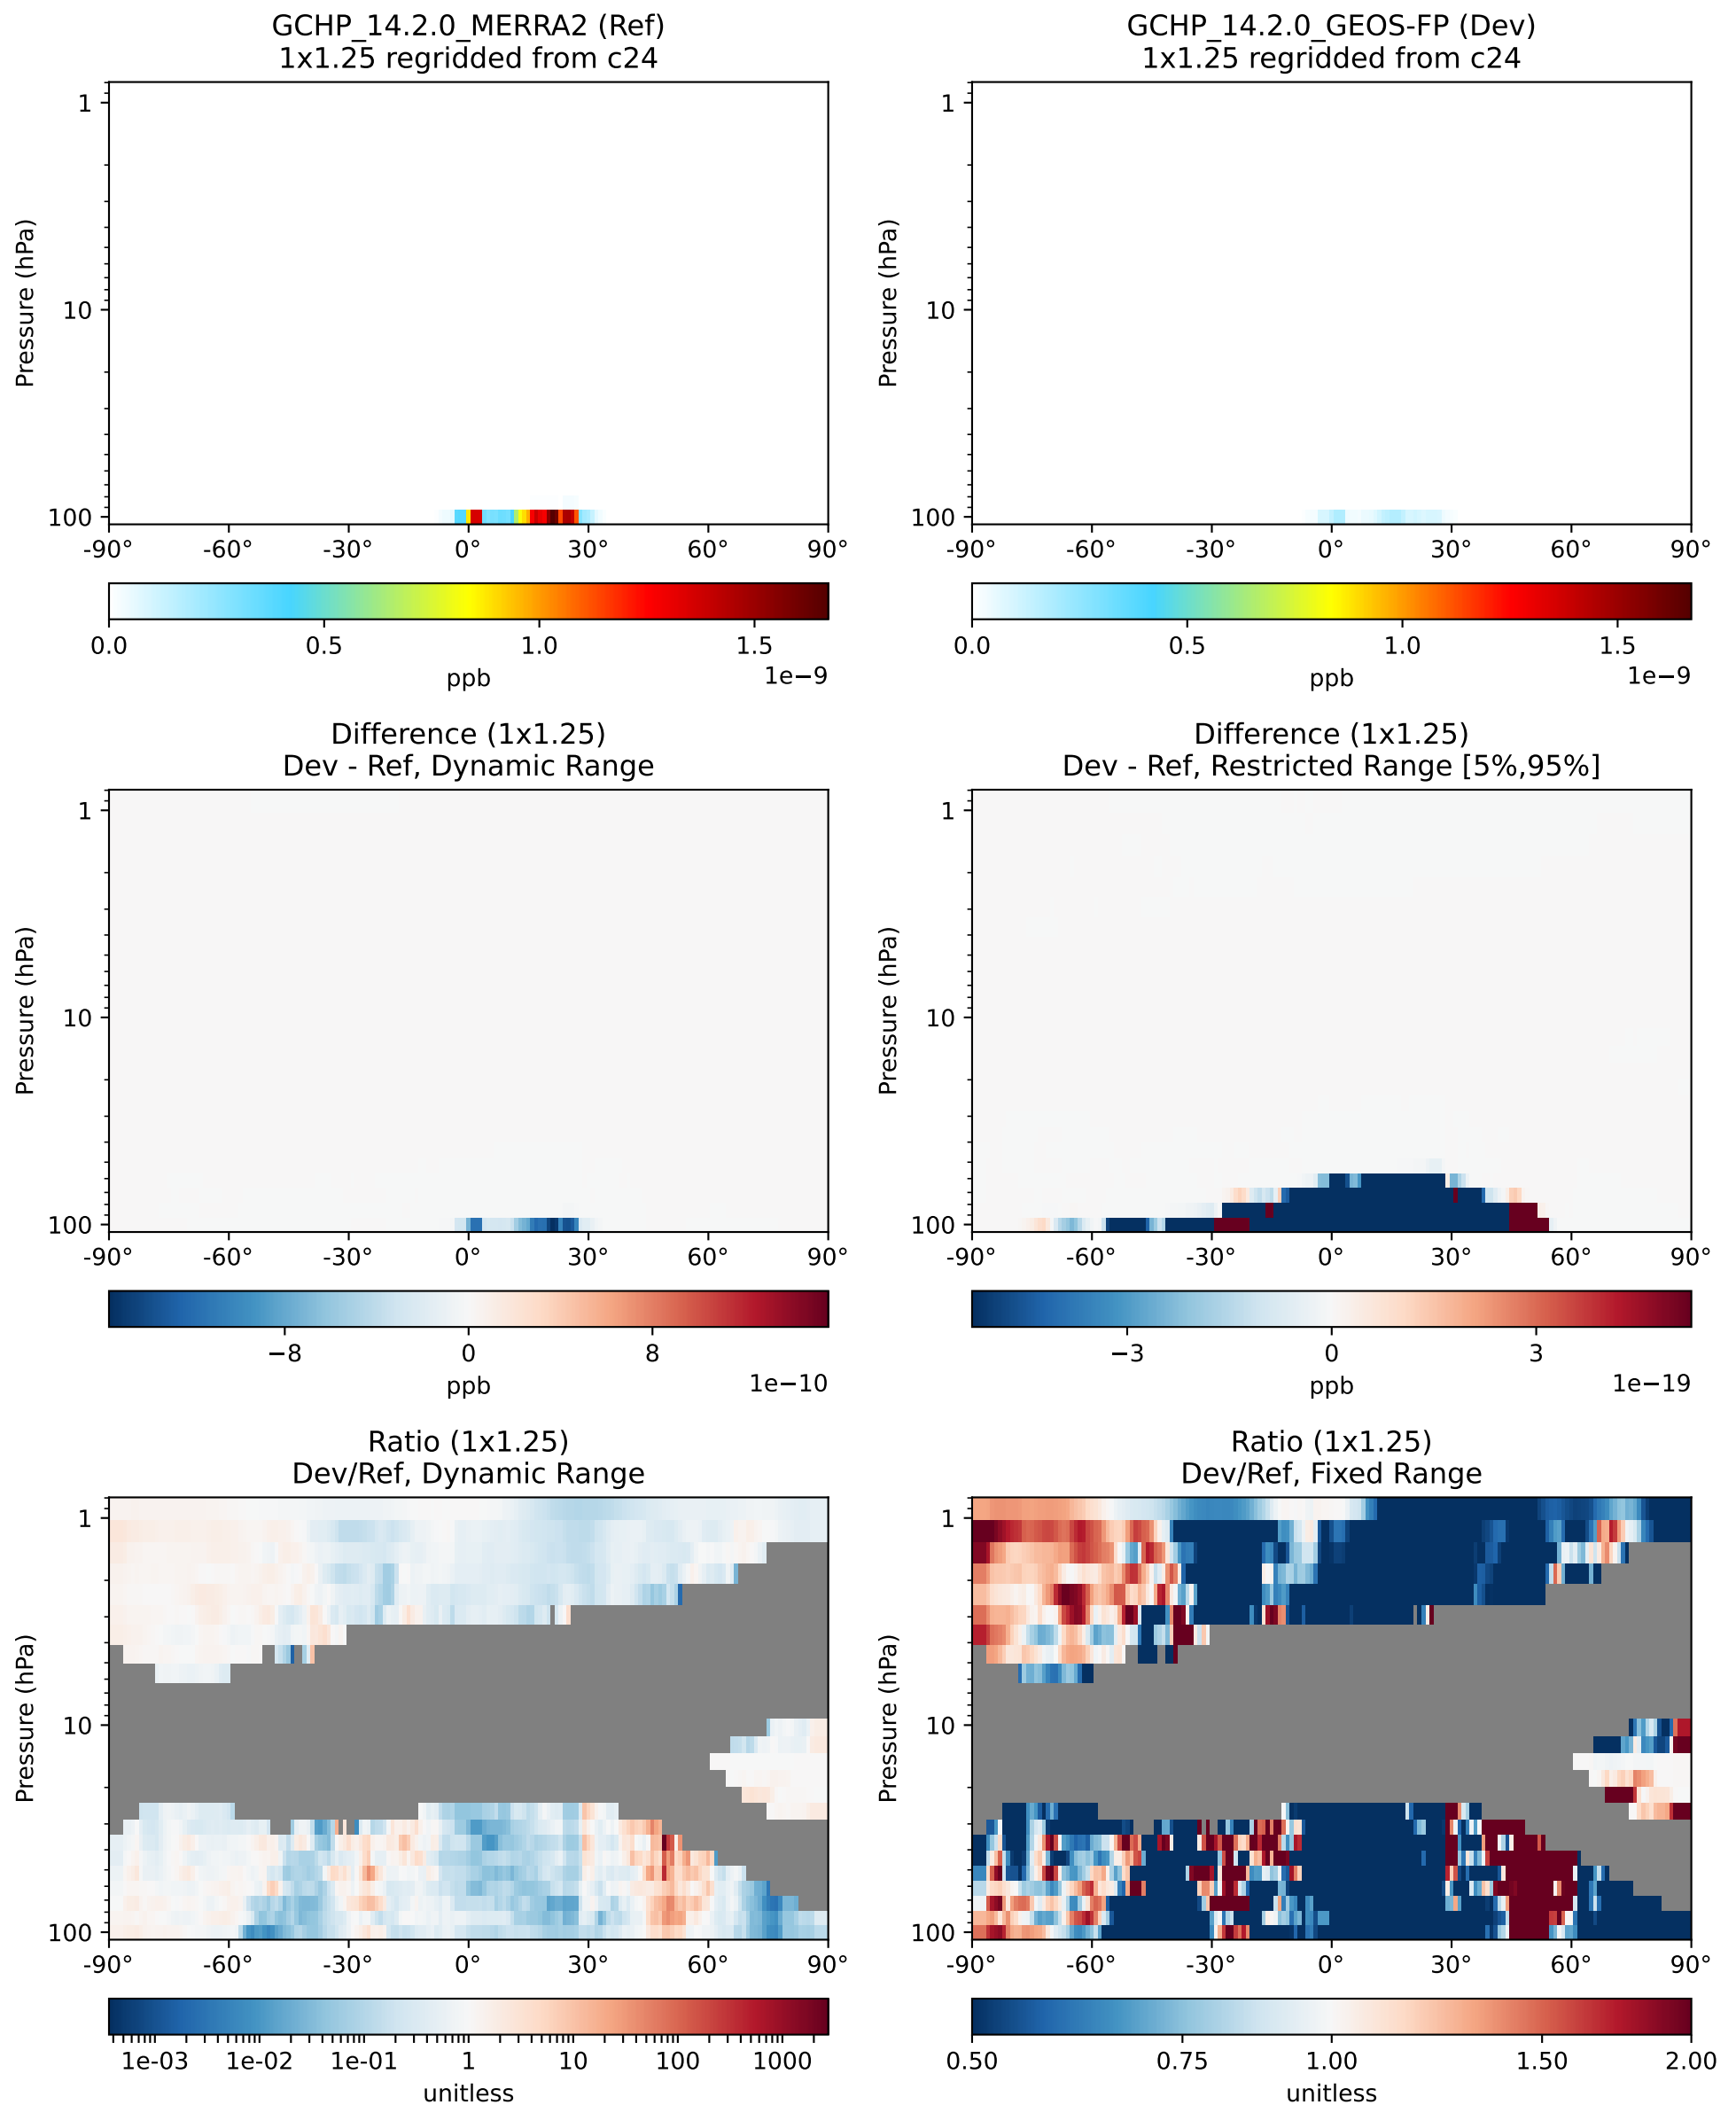 GCHP_14.2.0_MERRA2 (Ref)
1x1.25 regridded from c24
Pressure (hPa)
1
10
100
-90° -60° -30° 0° 30° 60° 90°
0.0 0.5 1.0 1.5
1e−9
ppb
GCHP_14.2.0_GEOS-FP (Dev)
1x1.25 regridded from c24
Pressure (hPa)
1
10
100
-90° -60° -30° 0° 30° 60° 90°
0.0 0.5 1.0 1.5
1e−9
ppb
Difference (1x1.25)
Dev - Ref, Dynamic Range
Pressure (hPa)
1
10
100
-90° -60° -30° 0° 30° 60° 90°
−8 0 8
1e−10
ppb
Difference (1x1.25)
Dev - Ref, Restricted Range [5%,95%]
Pressure (hPa)
1
10
100
-90° -60° -30° 0° 30° 60° 90°
−3 0 3
1e−19
ppb
Ratio (1x1.25)
Dev/Ref, Dynamic Range
Pressure (hPa)
1
10
100
-90° -60° -30° 0° 30° 60° 90°
1e-03 1e-02 1e-01 1 10 100 1000
unitless
Ratio (1x1.25)
Dev/Ref, Fixed Range
Pressure (hPa)
1
10
100
-90° -60° -30° 0° 30° 60° 90°
0.50 0.75 1.00 1.50 2.00
unitless